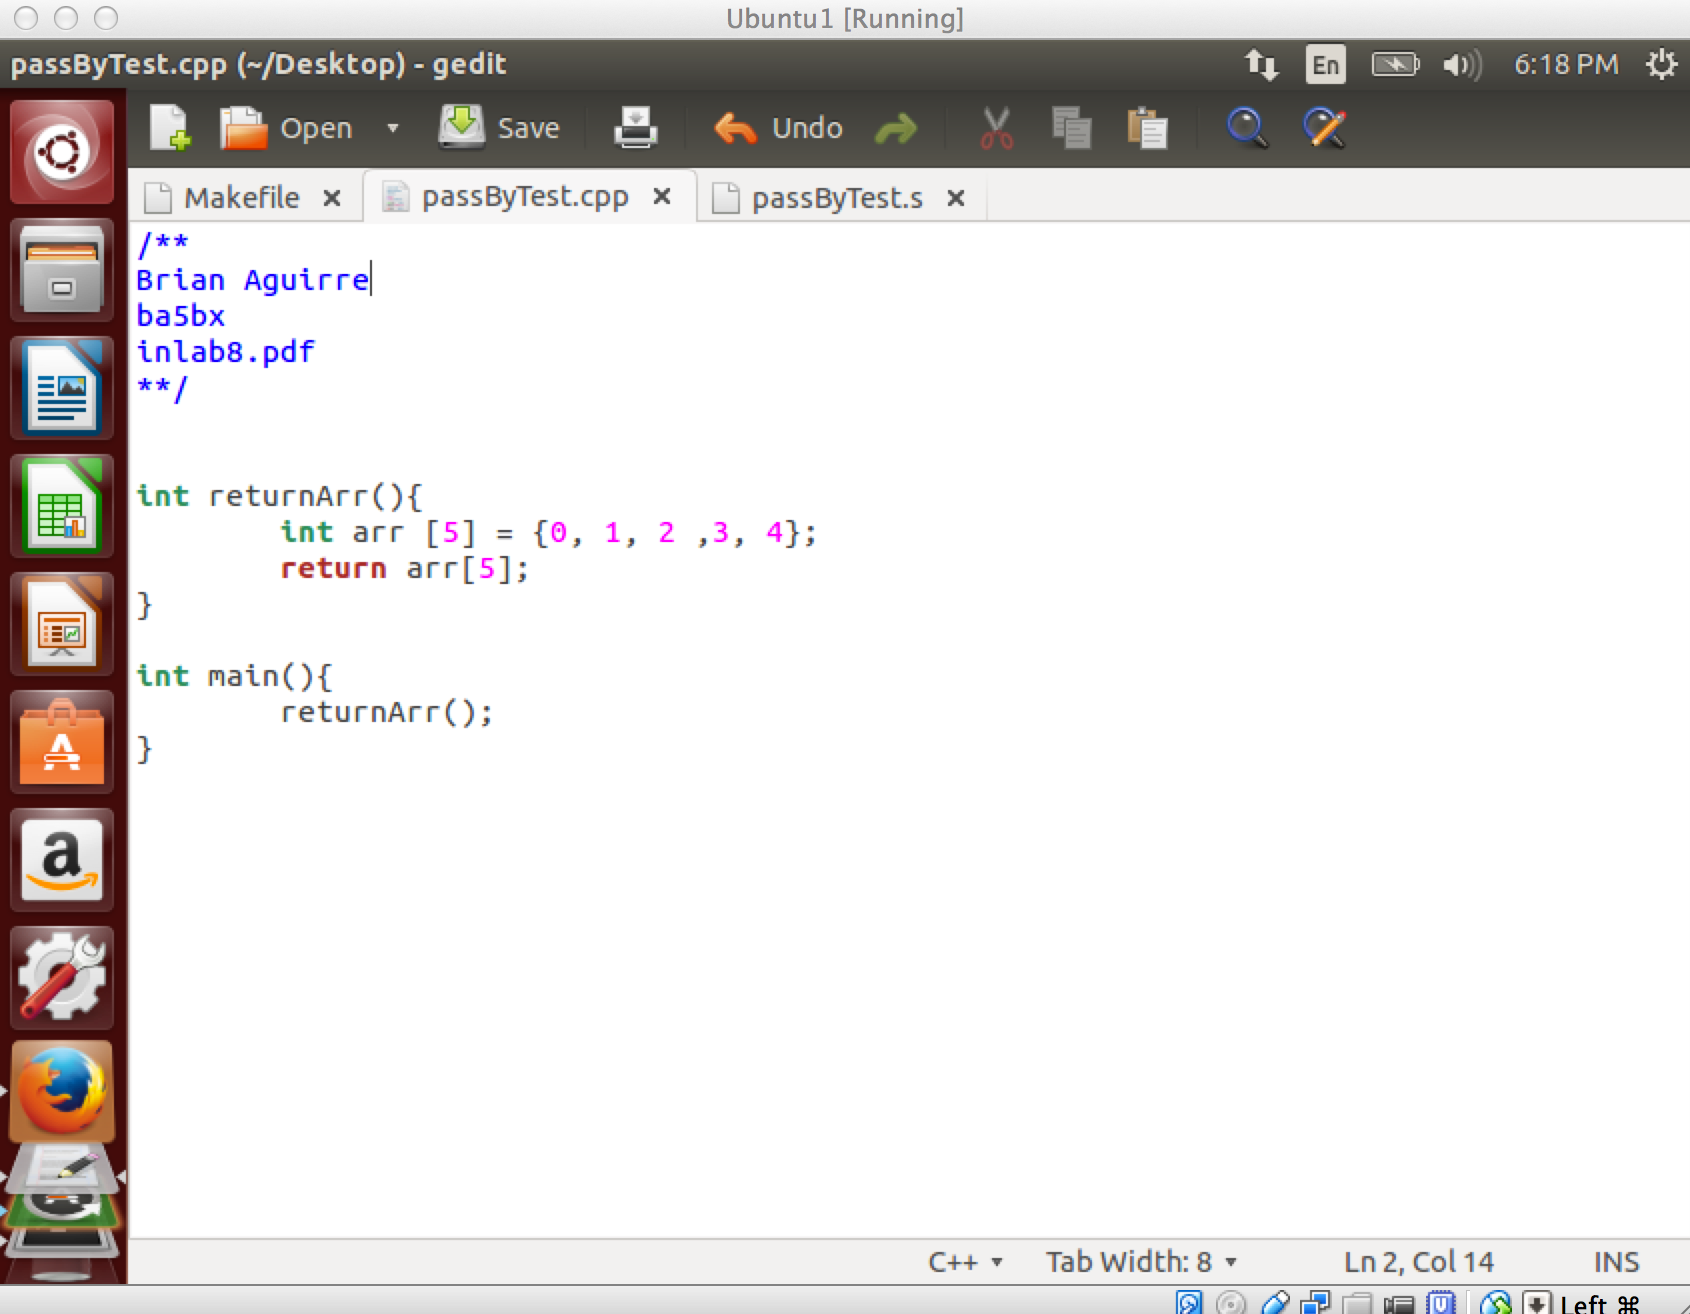 Ubuntu1 [Running]
passByTest.cpp (~/Desktop) - gedit
En
6:18 PM
Open
Save
Undo
Makefile
passByTest.cpp
passByTest.s
/**
Brian Aguirre
ba5bx
inlab8.pdf
**/
int returnArr(){
int arr [5] = {0, 1, 2 ,3, 4};
return arr[5];
}
int main(){
returnArr();
}
C++
Tab Width: 8
Ln 2, Col 14
INS
Left ⌘